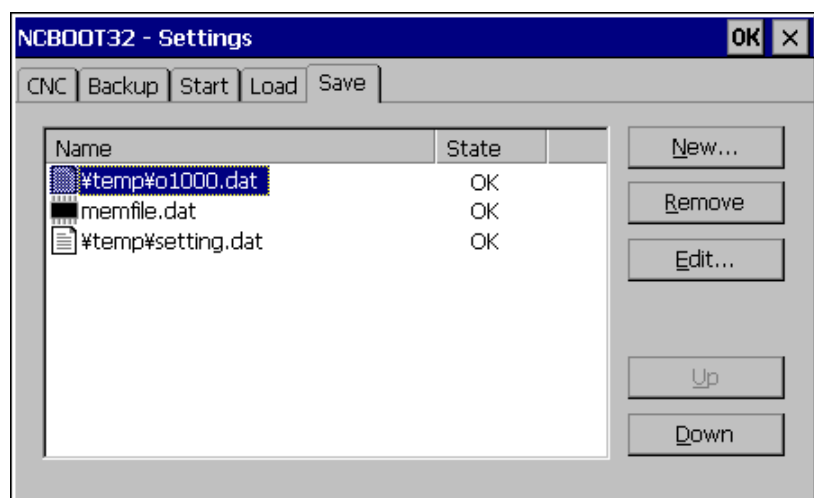 NCBOOT32 - Settings OK ×
CNC Backup Start Load Save
Name State
¥temp¥o1000.dat OK
memfile.dat OK
¥temp¥setting.dat OK
New...
Remove
Edit...
Up
Down